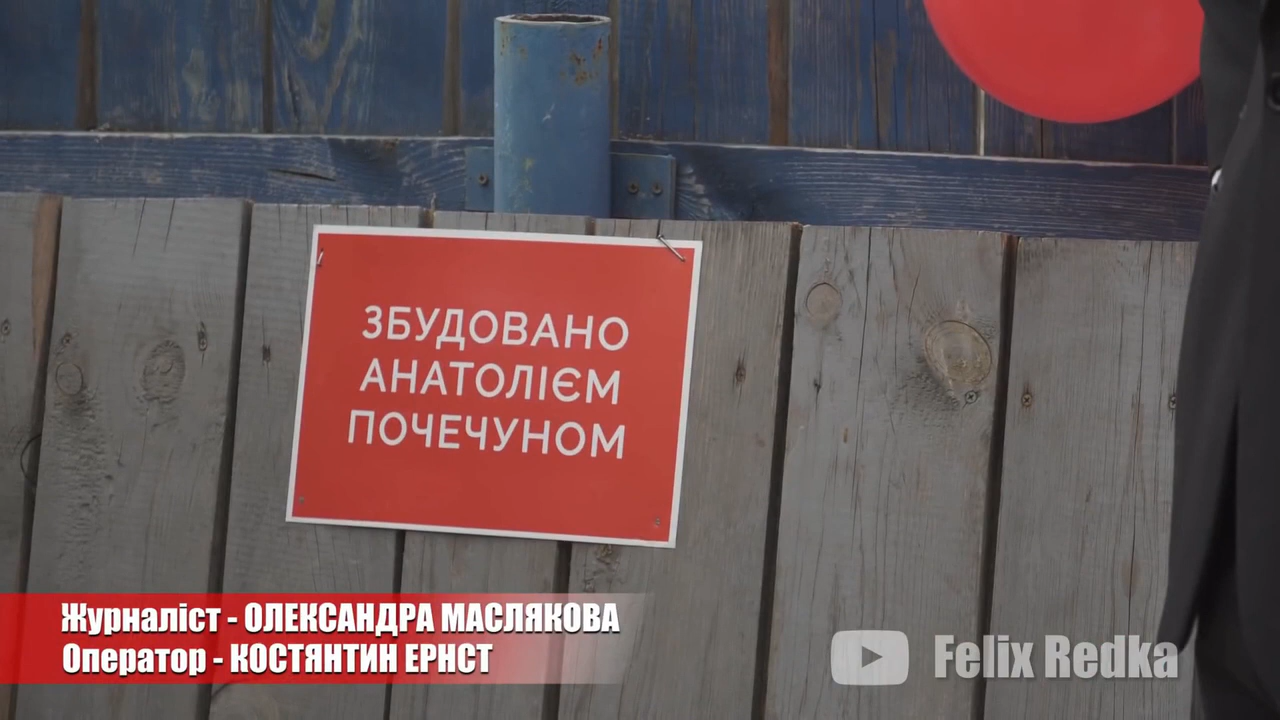 ЗБУДОВАНО
АНАТОЛІЄМ
ПОЧЕЧУНОМ
Журналіст - ОЛЕКСАНДРА МАСЛЯКОВА
Оператор - КОСТЯНТИН ЕРНСТ
Felix Redka